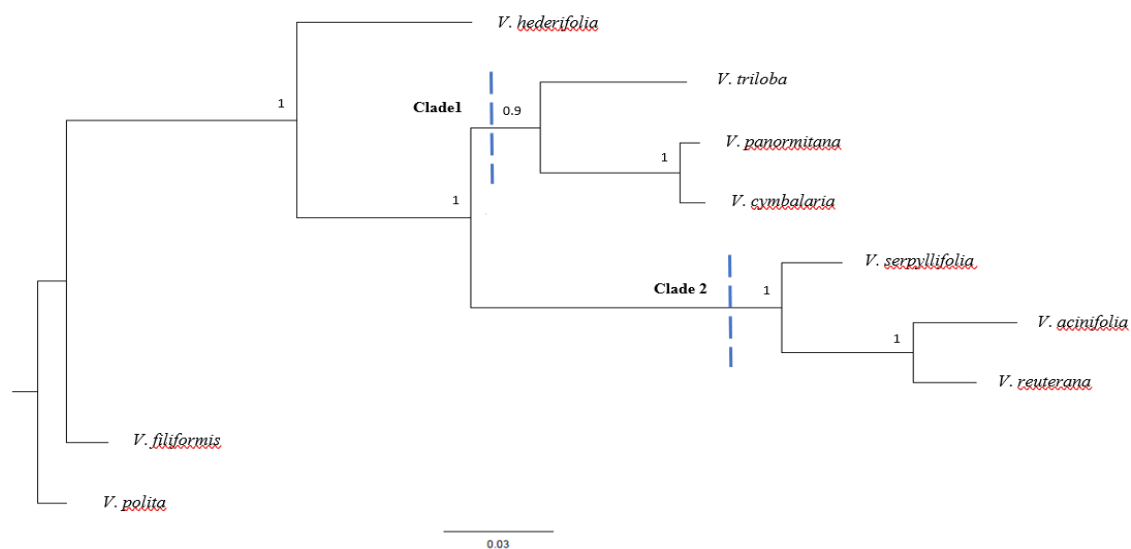 V. hederifolia
V. triloba
Clade1
0.9
1
V. panormitana
1
V. cymbalaria
1
V. serpyllifolia
Clade 2
1
V. acinifolia
1
V. reuterana
V. filiformis
V. polita
0.03